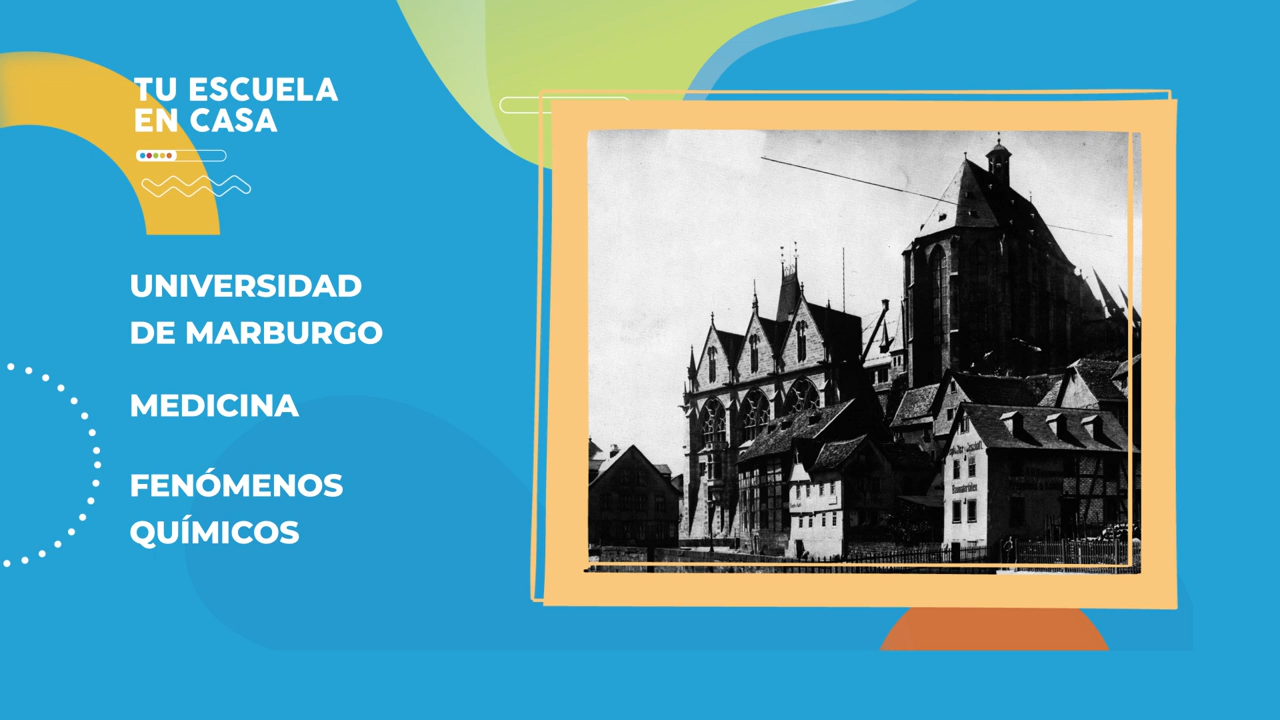 TU ESCUELA
EN CASA
UNIVERSIDAD
DE MARBURGO
MEDICINA
FENÓMENOS
QUÍMICOS